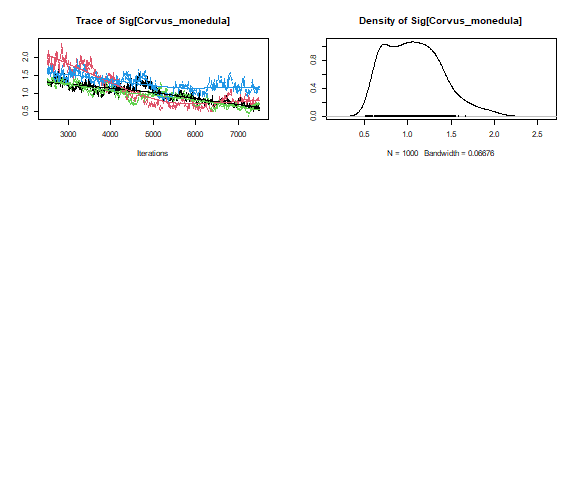 Trace of Sig[Corvus_monedula]
2.0
1.5
1.0
0.5
3000 4000 5000 6000 7000
Iterations
Density of Sig[Corvus_monedula]
0.8
0.4
0.0
0.5 1.0 1.5 2.0 2.5
N = 1000 Bandwidth = 0.06676